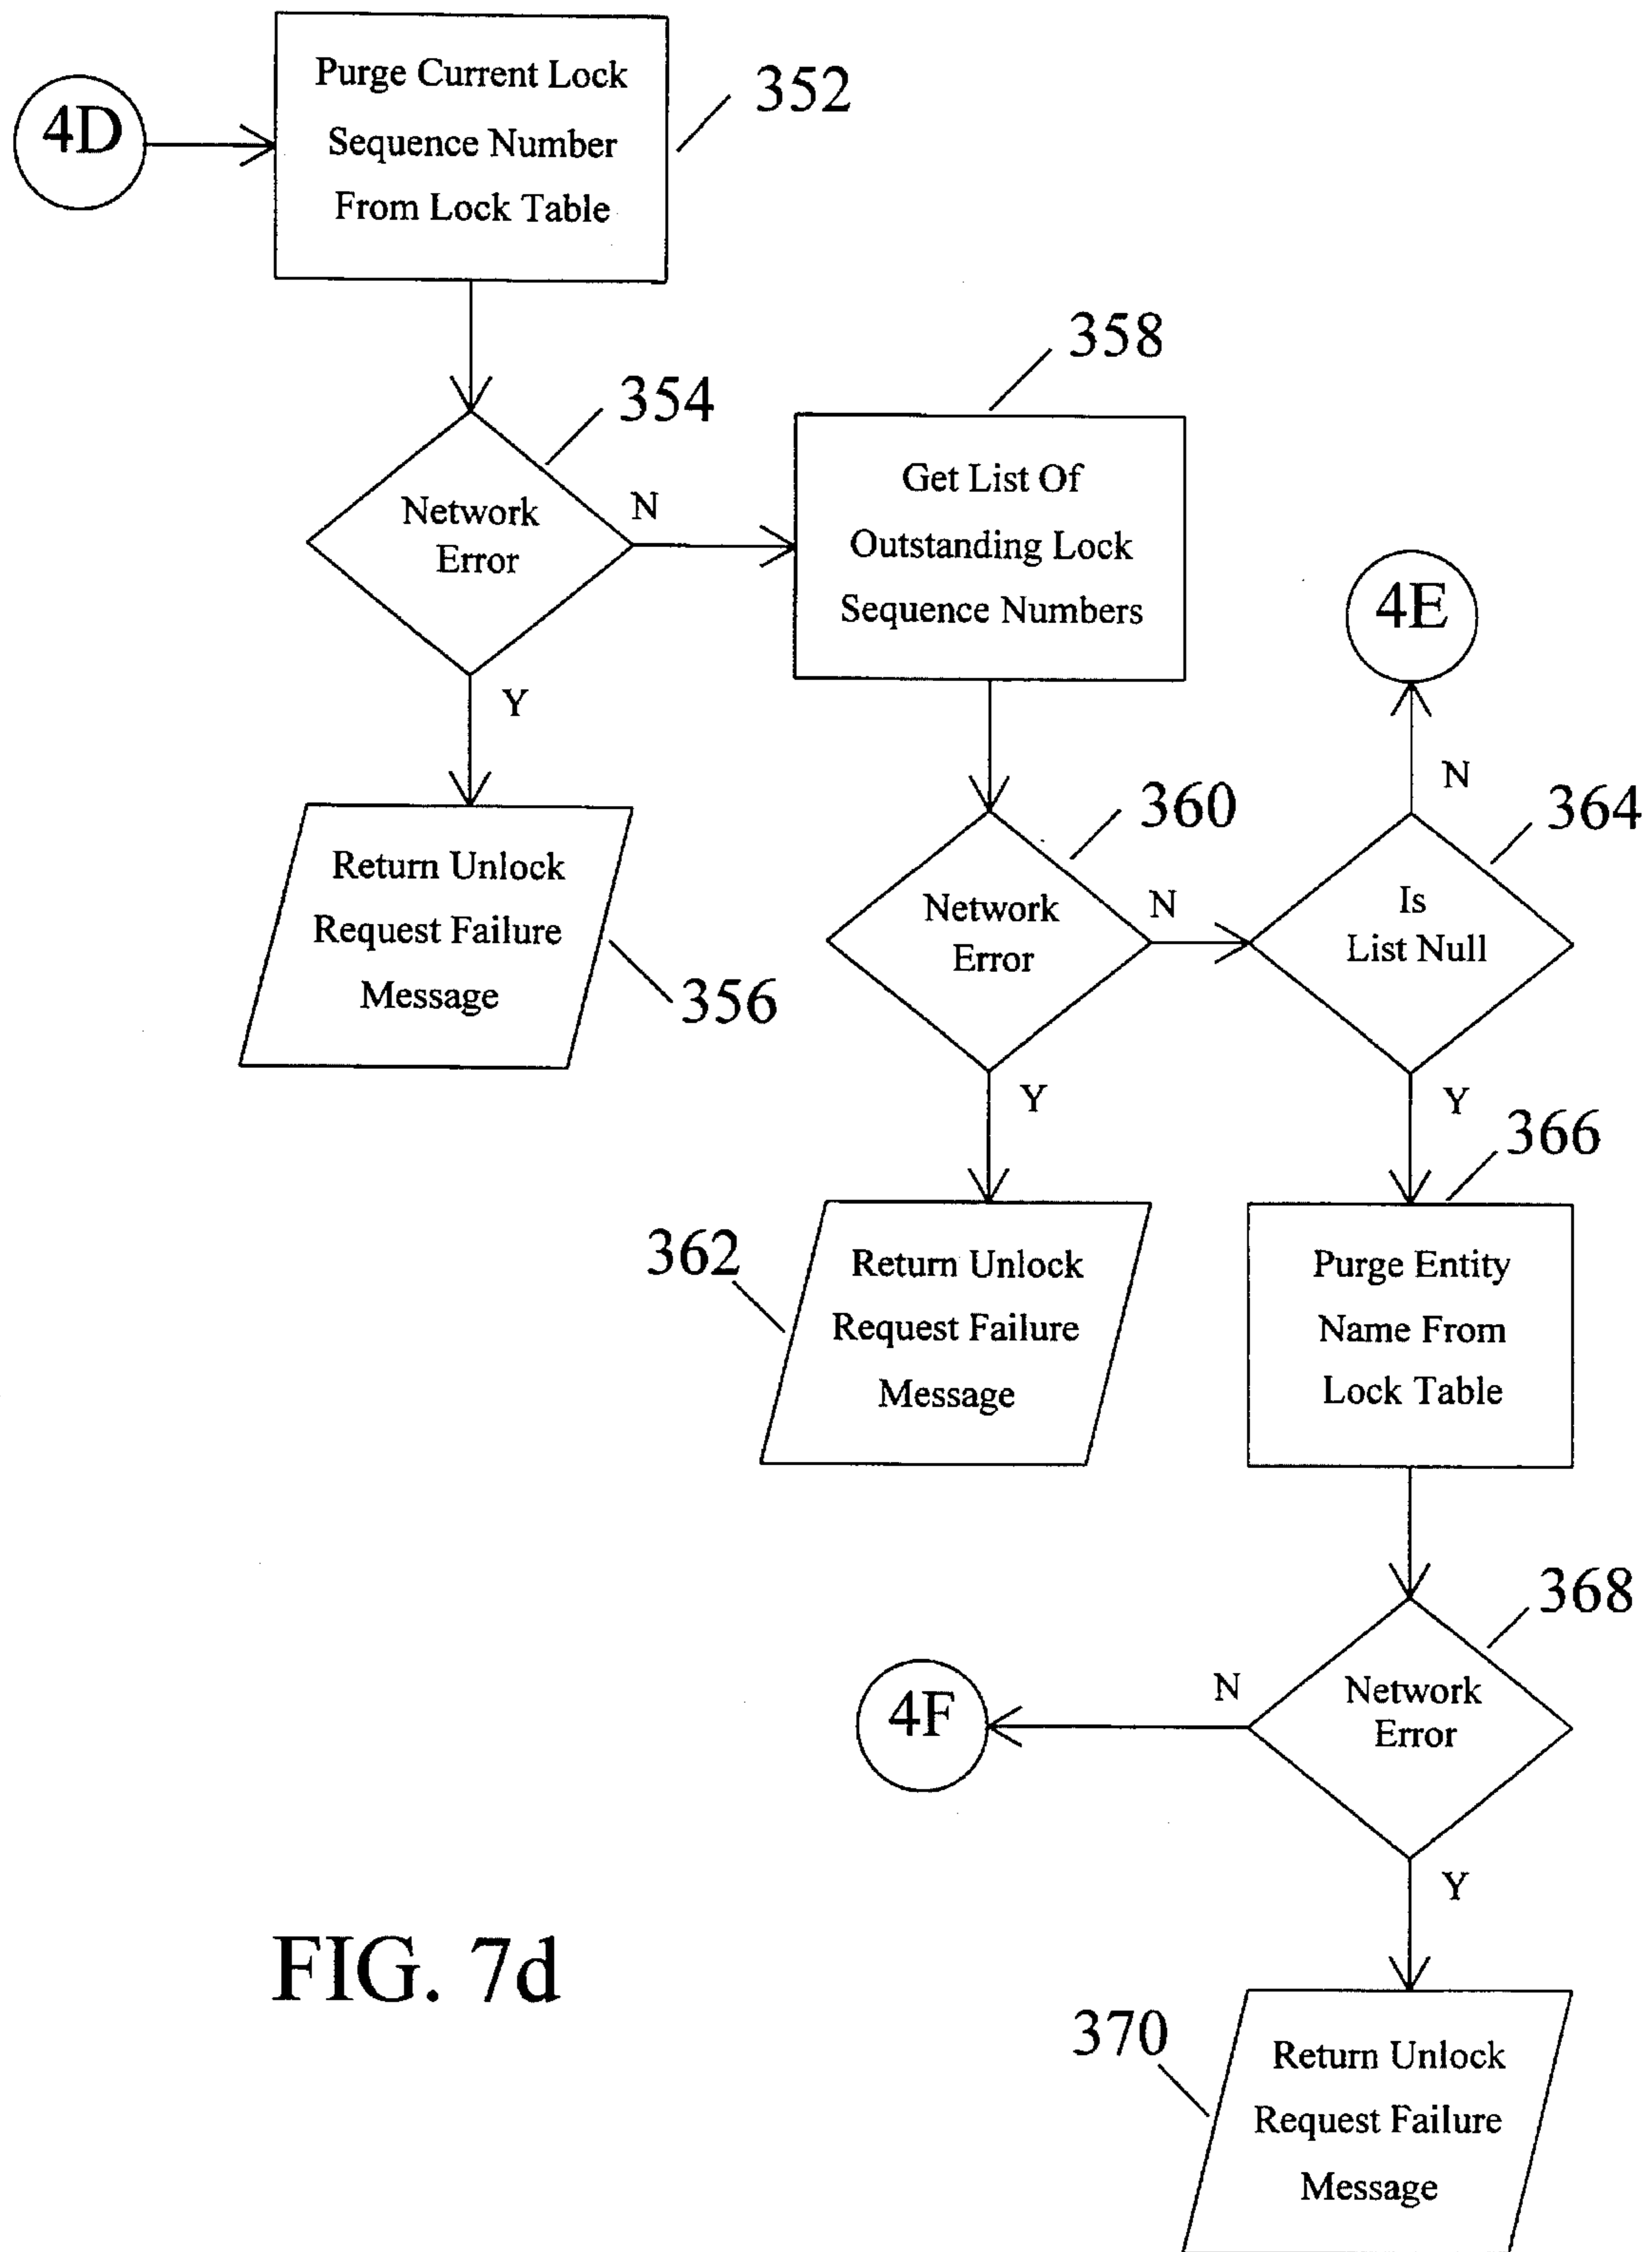 4D
Purge Current Lock
Sequence Number
From Lock Table
352
354
Network
Error
N
Y
358
Get List Of
Outstanding Lock
Sequence Numbers
4E
N
Return Unlock
Request Failure
Message
356
360
Network
Error
N
Y
364
Is
List Null
Y
362
Return Unlock
Request Failure
Message
366
Purge Entity
Name From
Lock Table
368
Network
Error
N
4F
Y
370
Return Unlock
Request Failure
Message
FIG. 7d